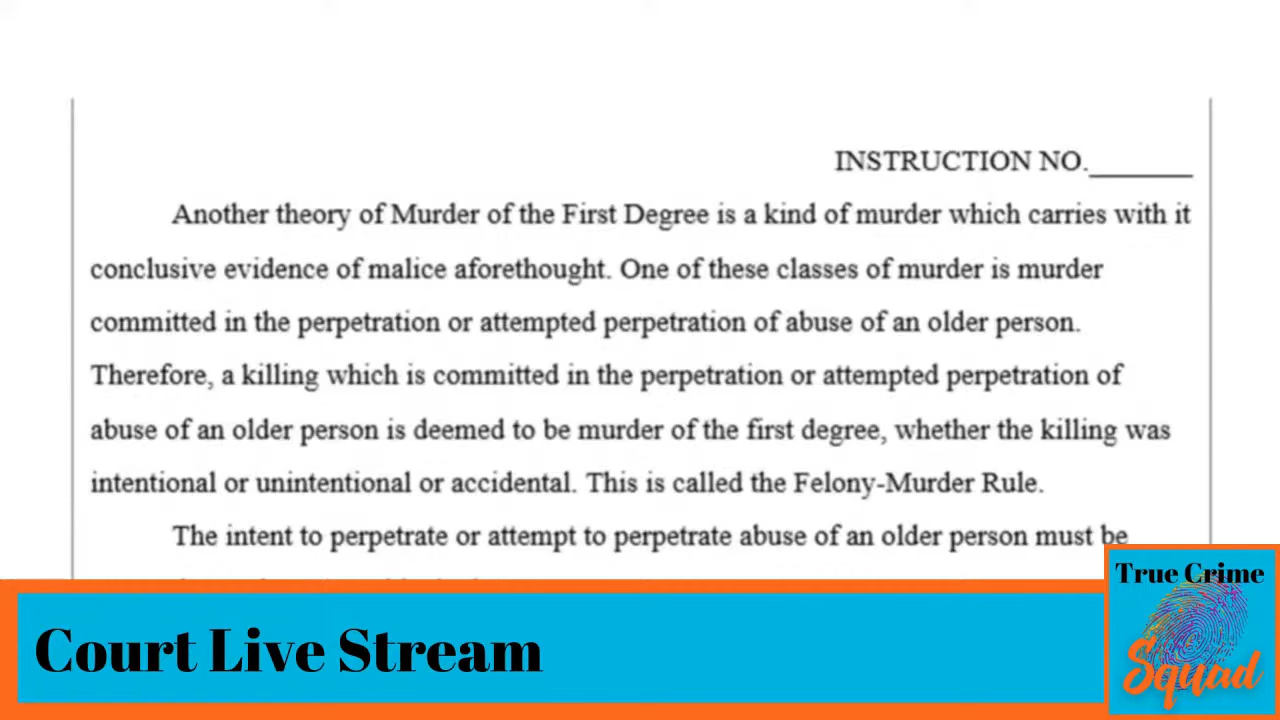 INSTRUCTION NO.________
Another theory of Murder of the First Degree is a kind of murder which carries with it
conclusive evidence of malice aforethought. One of these classes of murder is murder
committed in the perpetration or attempted perpetration of abuse of an older person.
Therefore, a killing which is committed in the perpetration or attempted perpetration of
abuse of an older person is deemed to be murder of the first degree, whether the killing was
intentional or unintentional or accidental. This is called the Felony-Murder Rule.
The intent to perpetrate or attempt to perpetrate abuse of an older person must be
Court Live Stream
True Crime
Squad